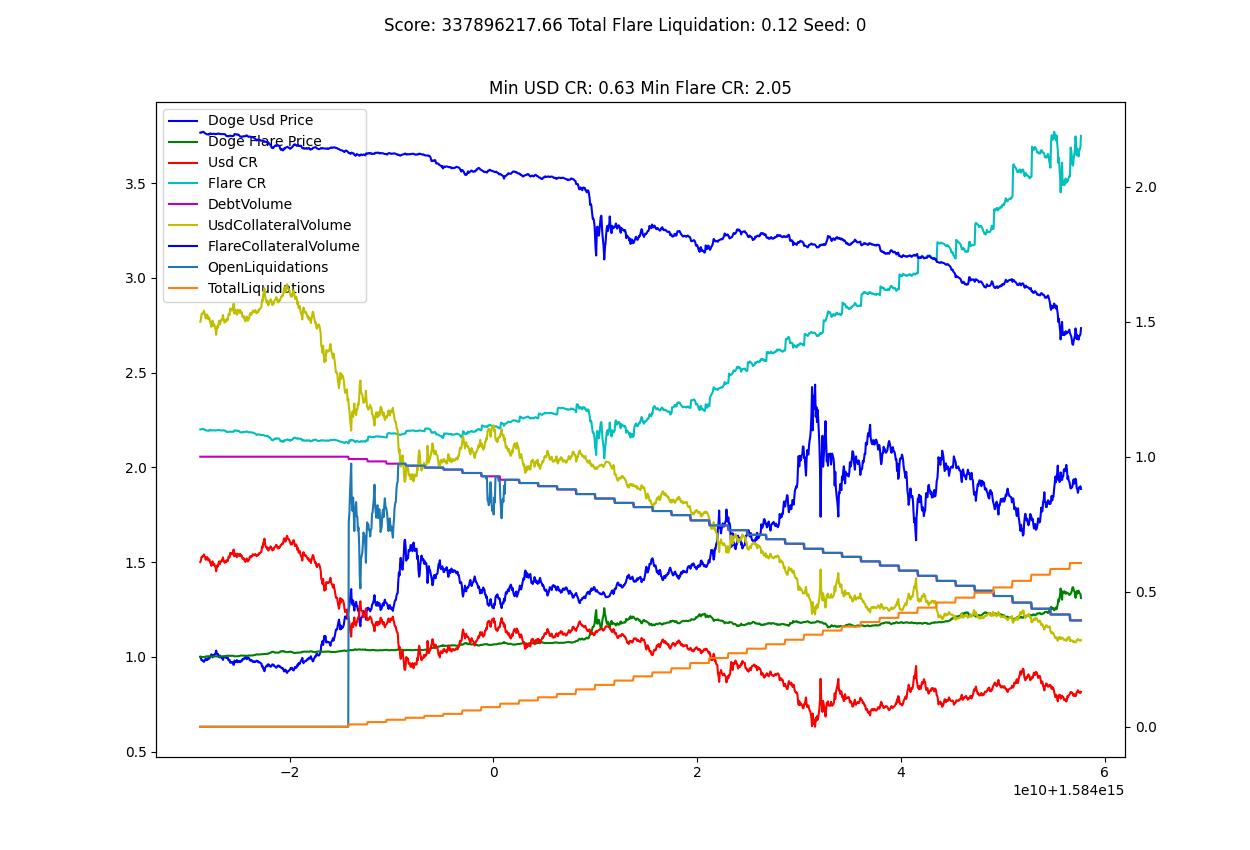 Score: 337896217.66 Total Flare Liquidation: 0.12 Seed: 0
Min USD CR: 0.63 Min Flare CR: 2.05
Doge Usd Price
Doge Flare Price
Usd CR
Flare CR
DebtVolume
UsdCollateralVolume
FlareCollateralVolume
OpenLiquidations
TotalLiquidations
3.5
3.0
2.5
2.0
1.5
1.0
0.5
2.0
1.5
1.0
0.5
0.0
−2
0
2
4
6
1e10+1.584e15